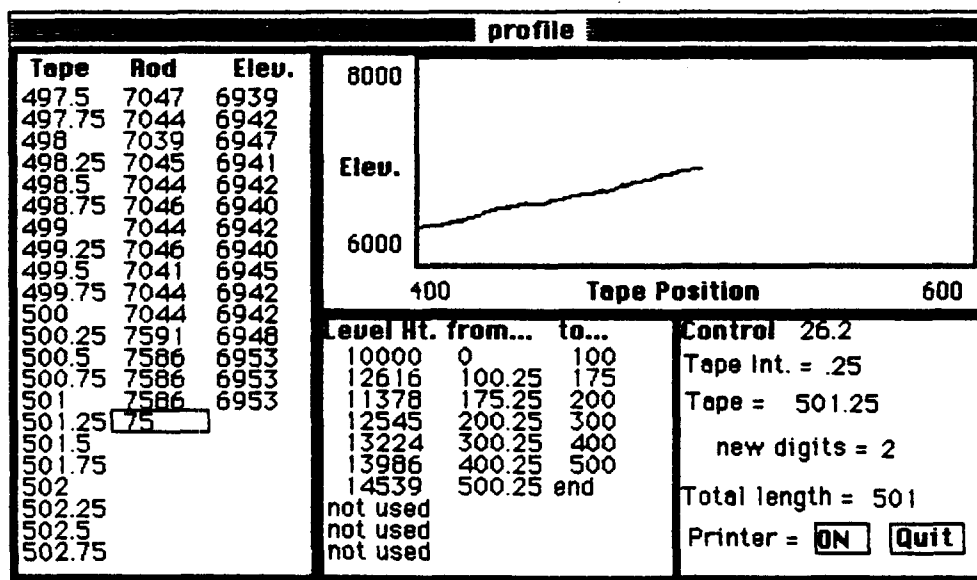 profile
Tape Rod Elev.
497.5 7047 6939
497.75 7044 6942
498 7039 6947
498.25 7045 6941
498.5 7044 6942
498.75 7046 6940
499 7044 6942
499.25 7046 6940
499.5 7041 6945
499.75 7044 6942
500 7044 6942
500.25 7591 6948
500.5 7586 6953
500.75 7586 6953
501 7586 6953
501.25 75
501.5
501.75
502
502.25
502.5
502.75
8000
Elev.
6000
400 Tape Position 600
Level Ht. from... to...
10000 0 100
12616 100.25 175
11378 175.25 200
12545 200.25 300
13224 300.25 400
13986 400.25 500
14539 500.25 end
not used
not used
not used
Control 26.2
Tape Int. = .25
Tape = 501.25
new digits = 2
Total length = 501
Printer = ON Quit